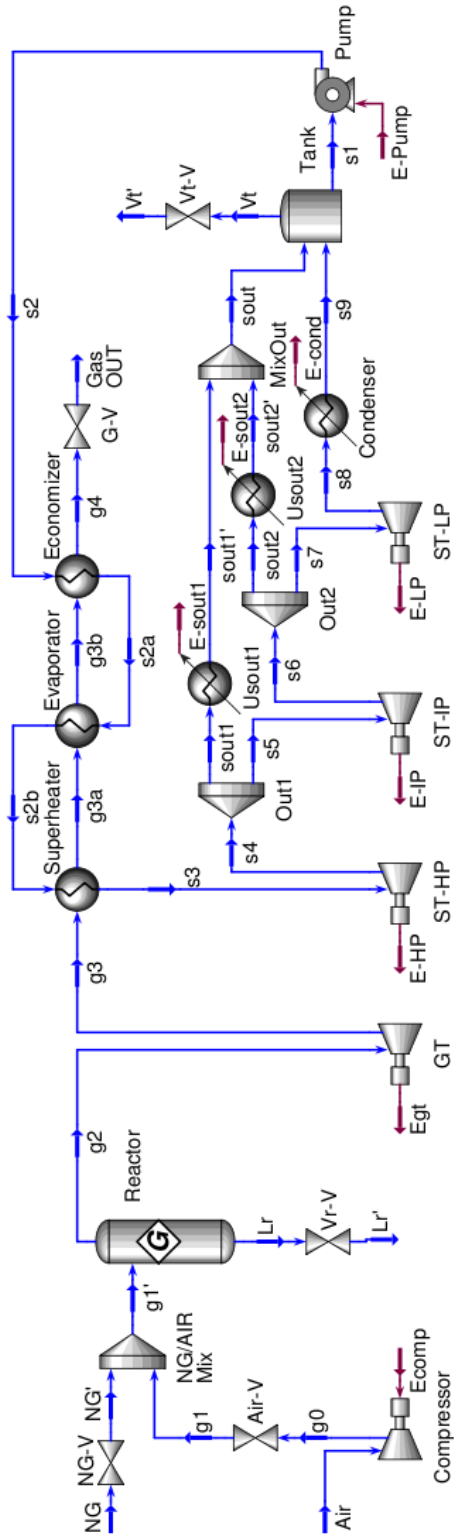 NG
NG-V
NG'
NG/AIR
Mix
Air
Compressor
Ecomp
g0
Air-V
g1
g1'
G
Reactor
Lr
Vr-V
Lr'
g2
GT
Egt
g3
Superheater
g3a
Evaporator
g3b
Economizer
g4
G-V
Gas
OUT
s2
s2a
s2b
s3
ST-HP
E-HP
s4
Out1
sout1
Usout1
E-sout1
sout1'
s5
ST-IP
E-IP
s6
Out2
sout2
Usout2
E-sout2
sout2'
s7
ST-LP
E-LP
s8
Condenser
E-cond
s9
MixOut
sout
Tank
Vt
Vt-V
Vt'
s1
Pump
E-Pump